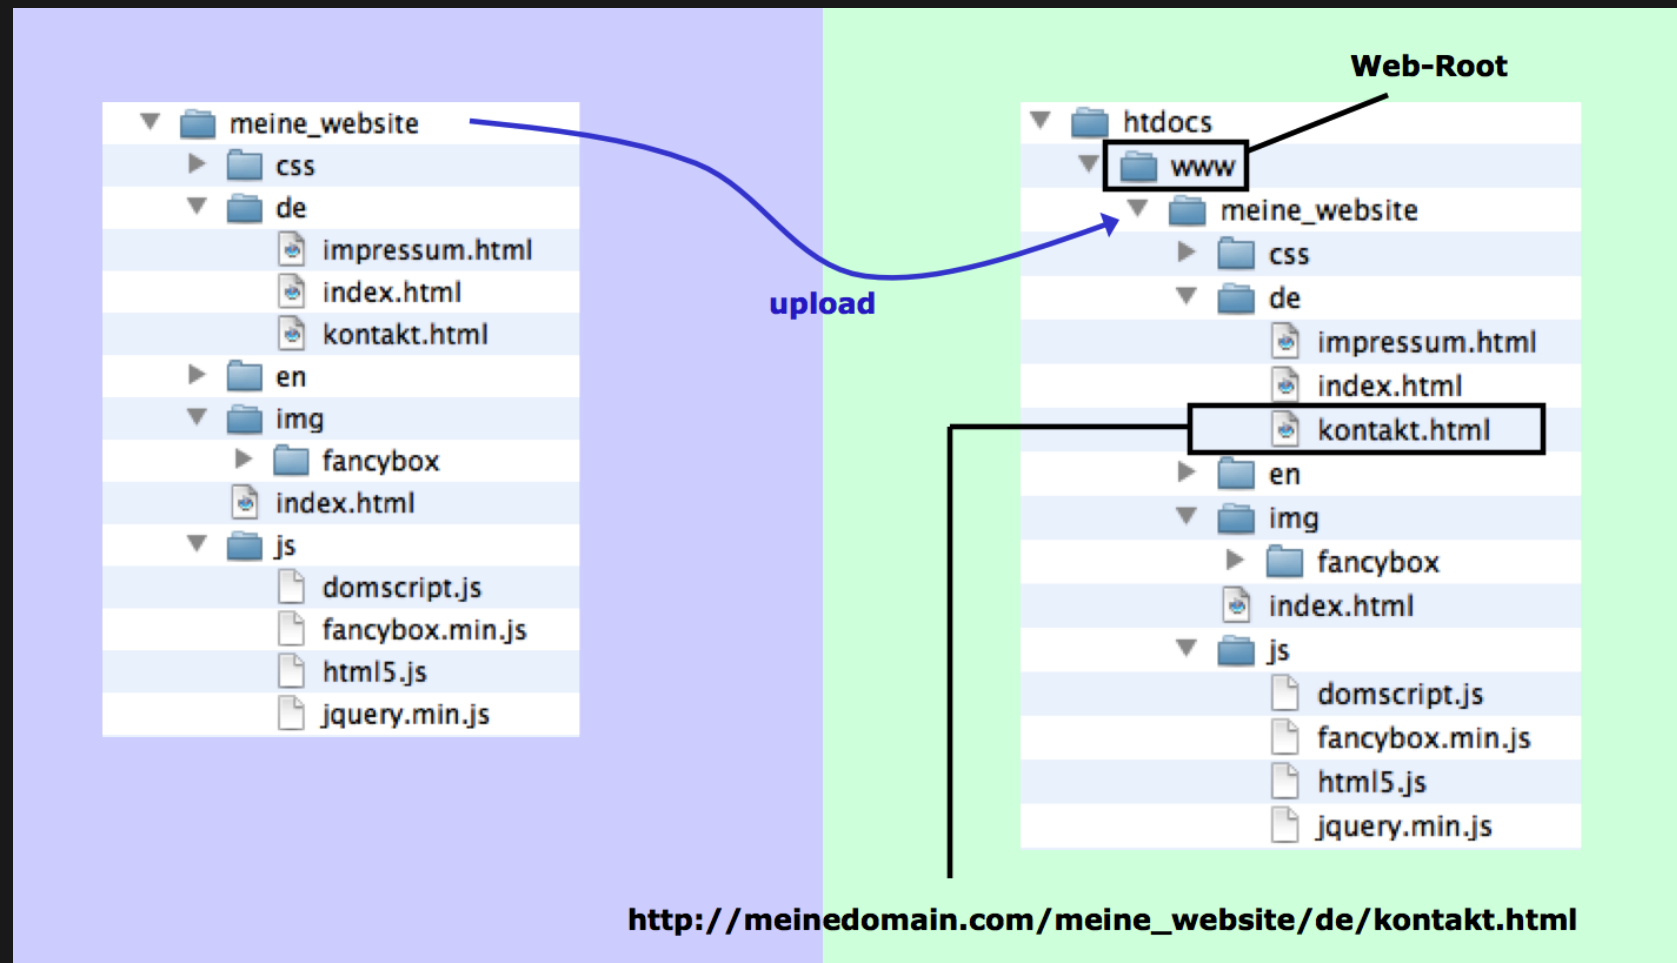 meine_website
css
de
impressum.html
index.html
kontakt.html
en
img
fancybox
index.html
js
domscript.js
fancybox.min.js
html5.js
jquery.min.js
upload
Web-Root
htdocs
www
meine_website
css
de
impressum.html
index.html
kontakt.html
en
img
fancybox
index.html
js
domscript.js
fancybox.min.js
html5.js
jquery.min.js
http://meinedomain.com/meine_website/de/kontakt.html